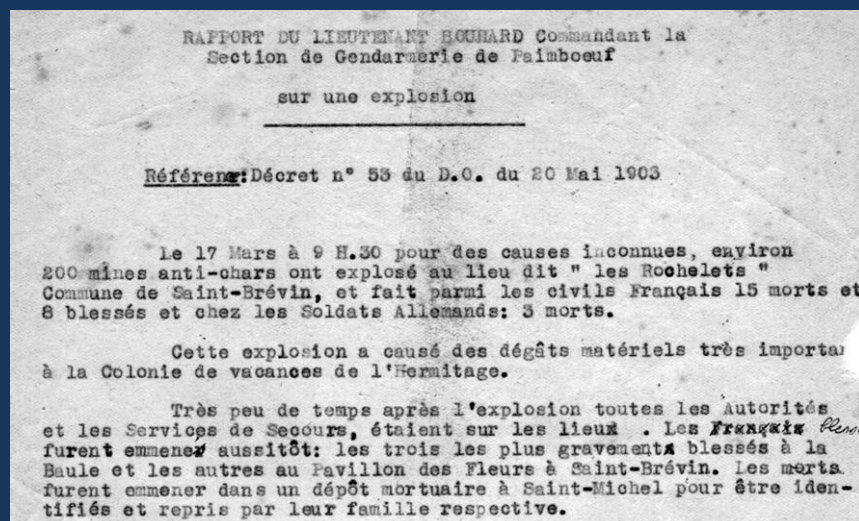 RAPPORT DU LIEUTENANT BOUHARD Commandant la
Section de Gendarmerie de Paimboeuf
sur une explosion
Référence: Décret n° 53 du D.O. du 20 Mai 1903
Le 17 Mars à 9 H.30 pour des causes inconnues, environ
200 mines anti-chars ont explosé au lieu dit " les Rochelets "
Commune de Saint-Brévin, et fait parmi les civils Français 15 morts et
8 blessés et chez les Soldats Allemands: 3 morts.
Cette explosion a causé des dégâts matériels très importan
à la Colonie de vacances de l'Hermitage.
Très peu de temps après l'explosion toutes les Autorités
et les Services de Secours, étaient sur les lieux . Les Français
furent emmener aussitôt: les trois les plus gravement blessés à la
Baule et les autres au Pavillon des Fleurs à Saint-Brévin. Les morts
furent emmener dans un dépôt mortuaire à Saint-Michel pour être iden-
tifiés et repris par leur famille respective.